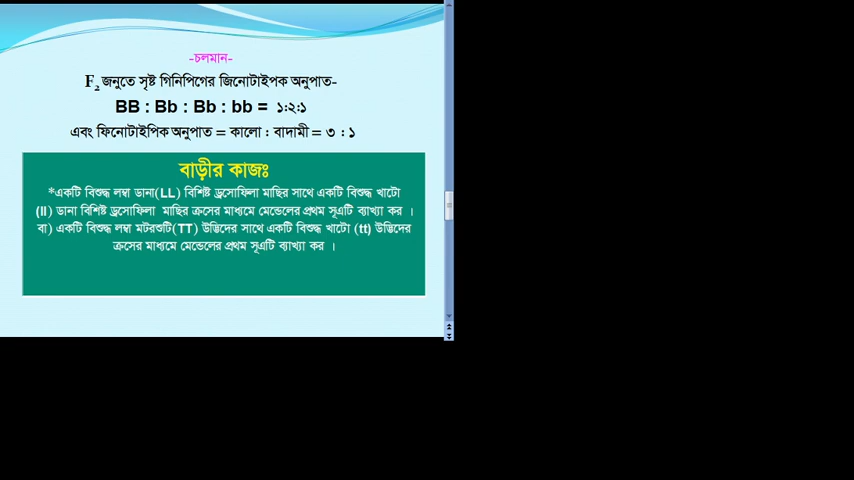 -চলমান-
F₂ জনুতে সৃষ্ট গিনিপিগের জিনোটাইপক অনুপাত-
BB : Bb : Bb : bb = ১:২:১
এবং ফিনোটাইপিক অনুপাত = কালো : বাদামী = ৩ : ১
বাড়ীর কাজঃ
*একটি বিশুদ্ধ লম্বা ডানা(LL) বিশিষ্ট ড্রসোফিলা মাছির সাথে একটি বিশুদ্ধ খাটো
(ll) ডানা বিশিষ্ট ড্রসোফিলা মাছির ক্রসের মাধ্যমে মেন্ডেলের প্রথম সূএটি ব্যাখ্যা কর ।
বা) একটি বিশুদ্ধ লম্বা মটরশুটি(TT) উদ্ভিদের সাথে একটি বিশুদ্ধ খাটো (tt) উদ্ভিদের
ক্রসের মাধ্যমে মেন্ডেলের প্রথম সূএটি ব্যাখ্যা কর ।